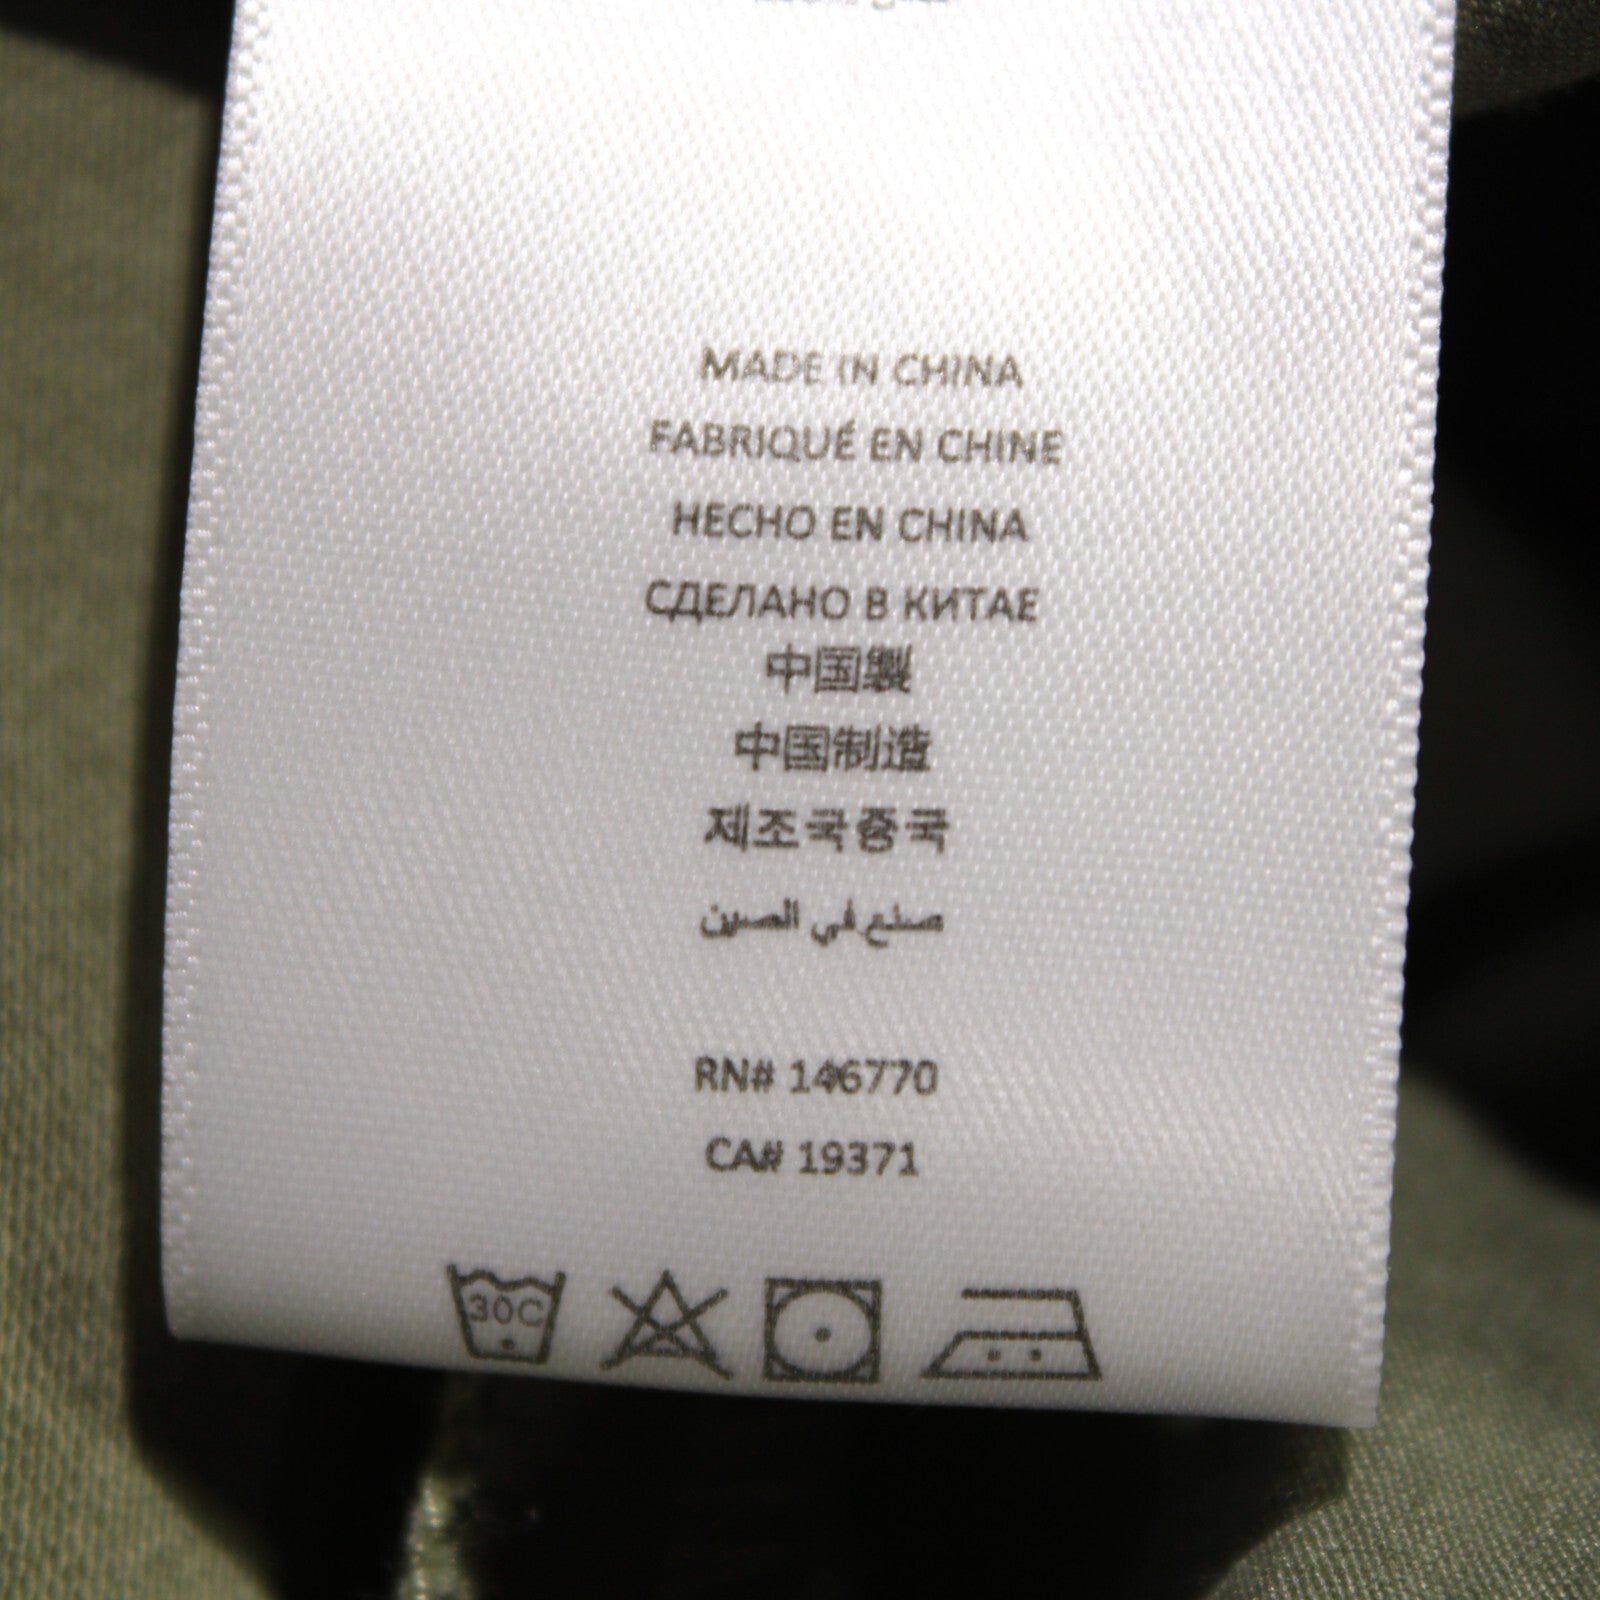 MADE IN CHINA
FABRIQUÉ EN CHINE
HECHO EN CHINA
СДЕЛАНО В КИТАЕ
中国製
中国制造
제조국중국
صنع في الصين
RN# 146770
CA# 19371
30C